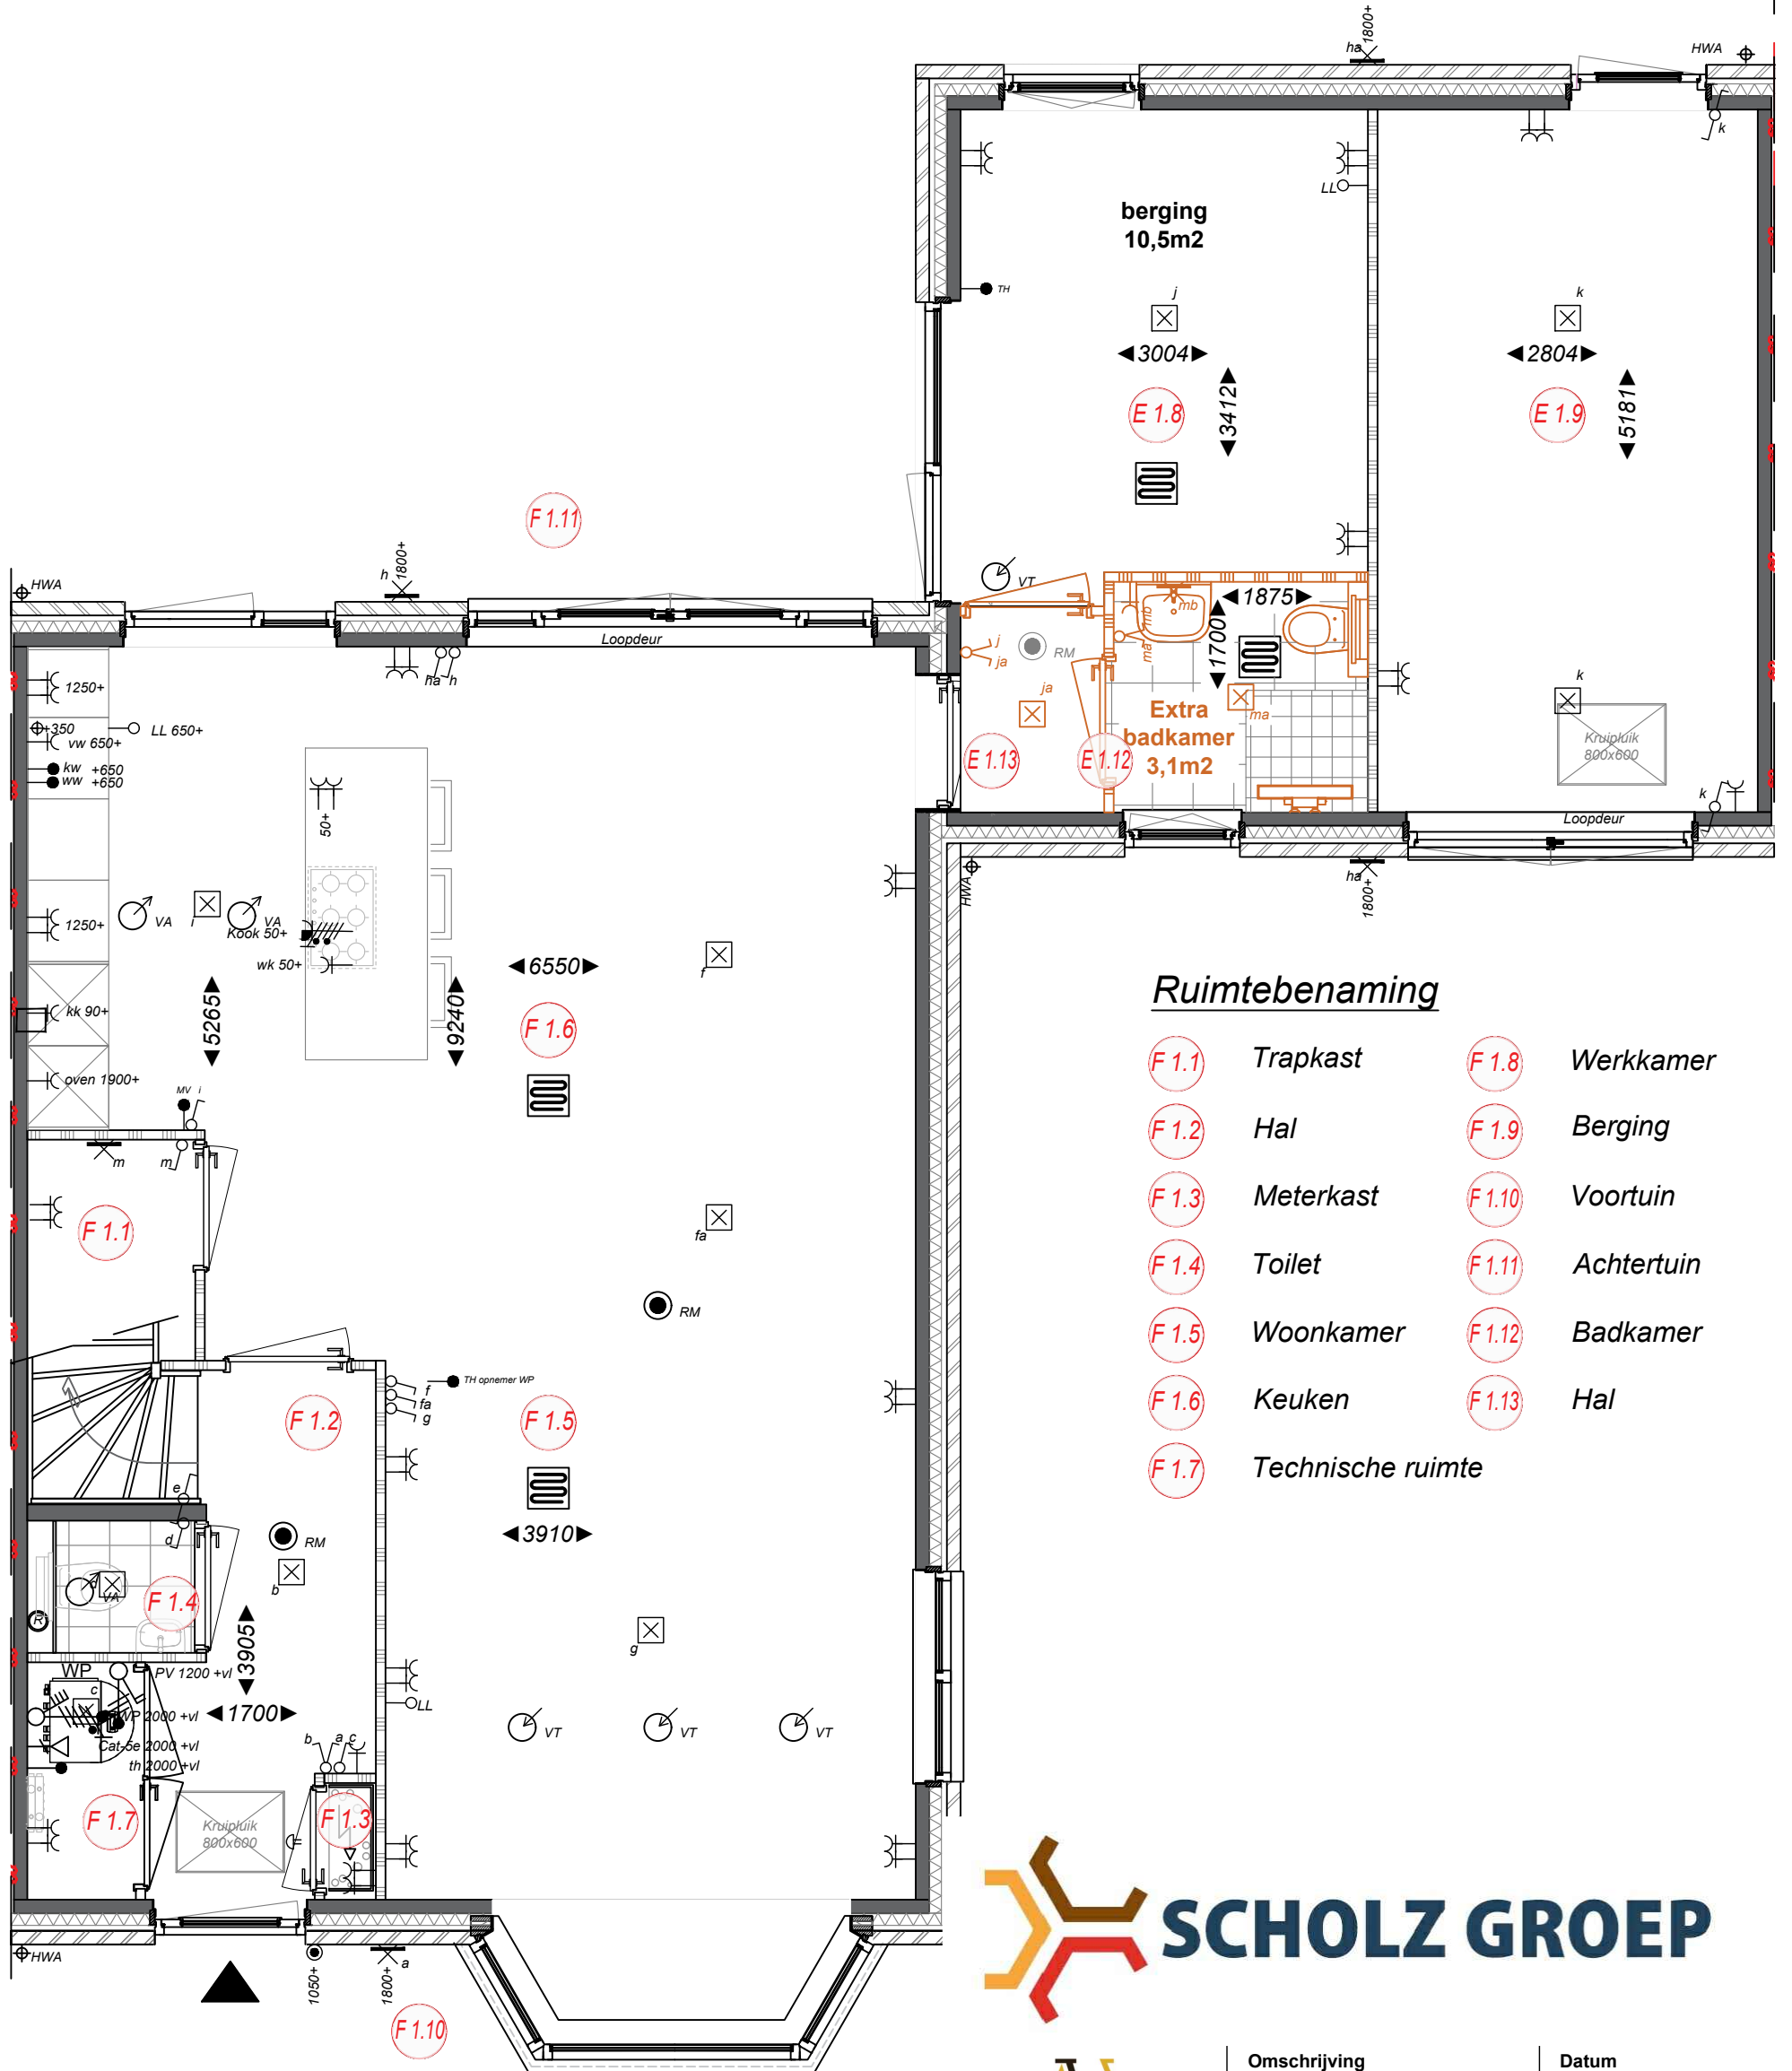 ha 1800+
HWA
k
LL
berging
10,5m2
TH
j
k
3004
2804
3412
5181
E 1.8
E 1.9
F 1.11
h 1800+
HWA
VT
Loopdeur
ha h
j
ja
RM
ja
mb
ma
mb
1875
1700
ma
Extra
badkamer
3,1m2
E 1.13
E 1.12
k
Kruipluik
800x600
k
Loopdeur
HWA
ha 1800+
1250+
+350
LL 650+
vw 650+
kw +650
ww +650
50+
1250+
VA
i
VA
Kook 50+
wk 50+
6550
f
kk 90+
5265
9240
F 1.6
oven 1900+
MV i
m
m
F 1.1
fa
RM
TH opnemer WP
f
fa
g
F 1.2
F 1.5
3910
e
d
RM
b
d
VA
F 1.4
R
3905
g
WP
PV 1200 +vl
c
WP 2000 +vl
1700
LL
Cat-5e 2000 +vl
th 2000 +vl
b a c
VT
VT
VT
F 1.7
Kruipluik
800x600
F 1.3
HWA
1050+
1800+
a
F 1.10
Ruimtebenaming
F 1.1 Trapkast F 1.8 Werkkamer
F 1.2 Hal F 1.9 Berging
F 1.3 Meterkast F 1.10 Voortuin
F 1.4 Toilet F 1.11 Achtertuin
F 1.5 Woonkamer F 1.12 Badkamer
F 1.6 Keuken F 1.13 Hal
F 1.7 Technische ruimte
SCHOLZ GROEP
Omschrijving Datum